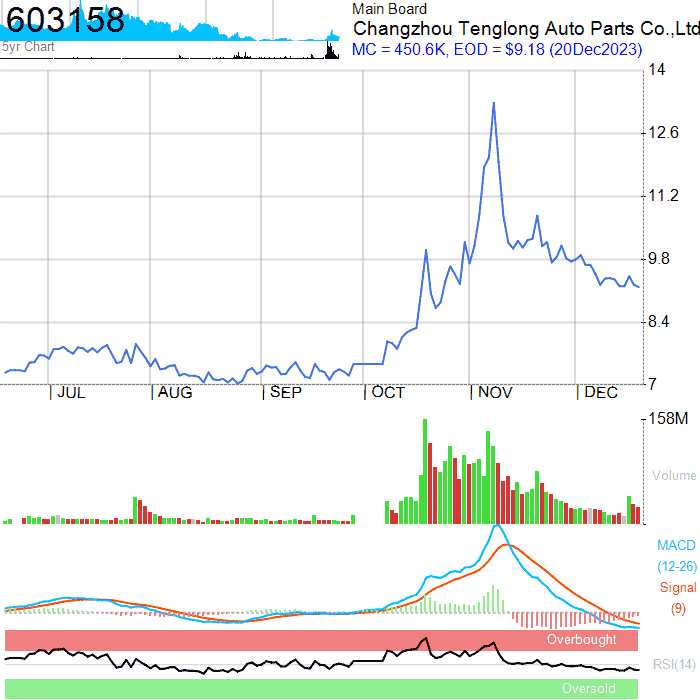 603158
5yr Chart
Main Board
Changzhou Tenglong Auto Parts Co.,Ltd
MC = 450.6K, EOD = $9.18 (20Dec2023)
14
12.6
11.2
9.8
8.4
7
JUL AUG SEP OCT NOV DEC
158M
Volume
MACD
(12-26)
Signal
(9)
Overbought
RSI(14)
Oversold